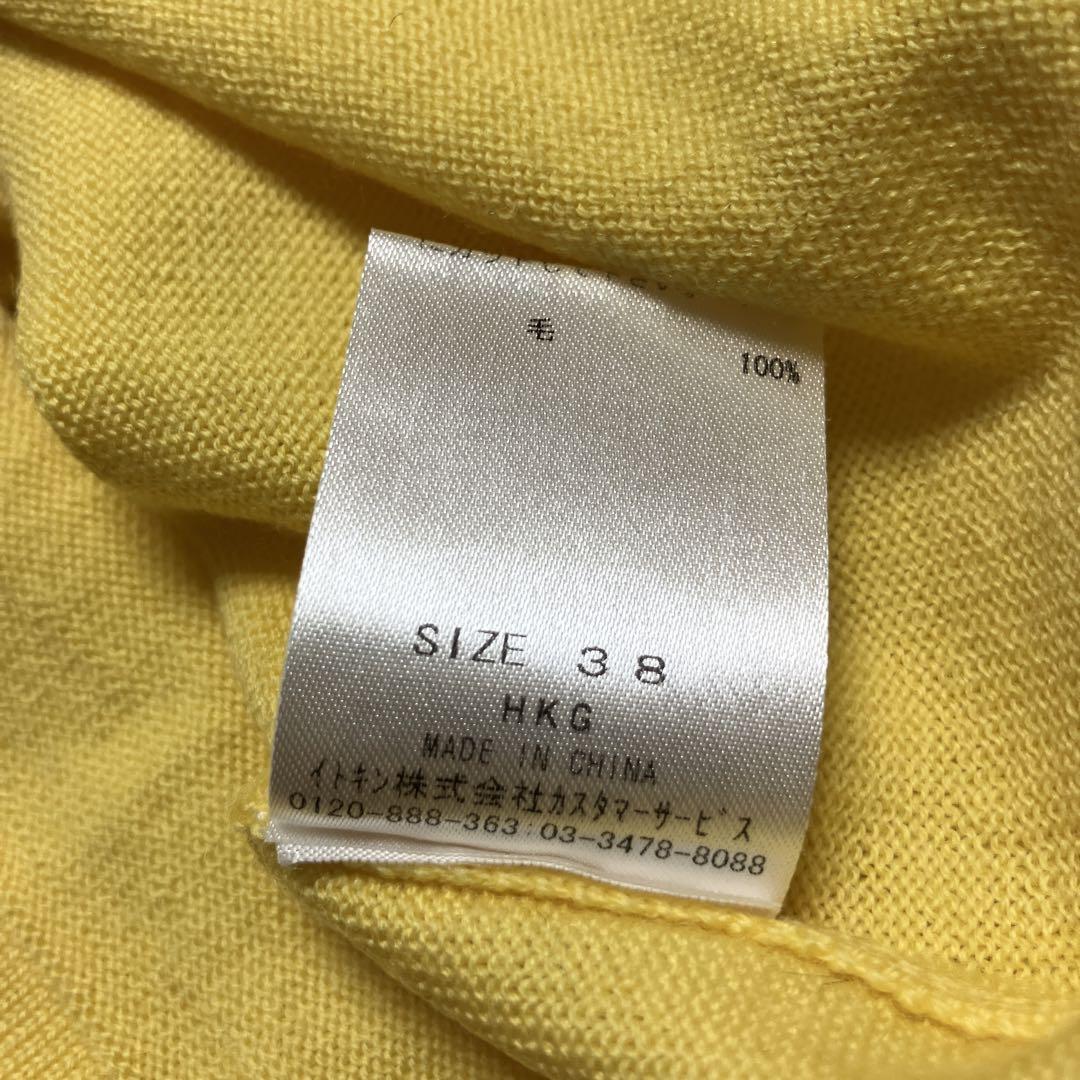 毛 100%
SIZE 38
HKG
MADE IN CHINA
イトキン株式会社カスタマーサービス
0120-888-363:03-3478-8088